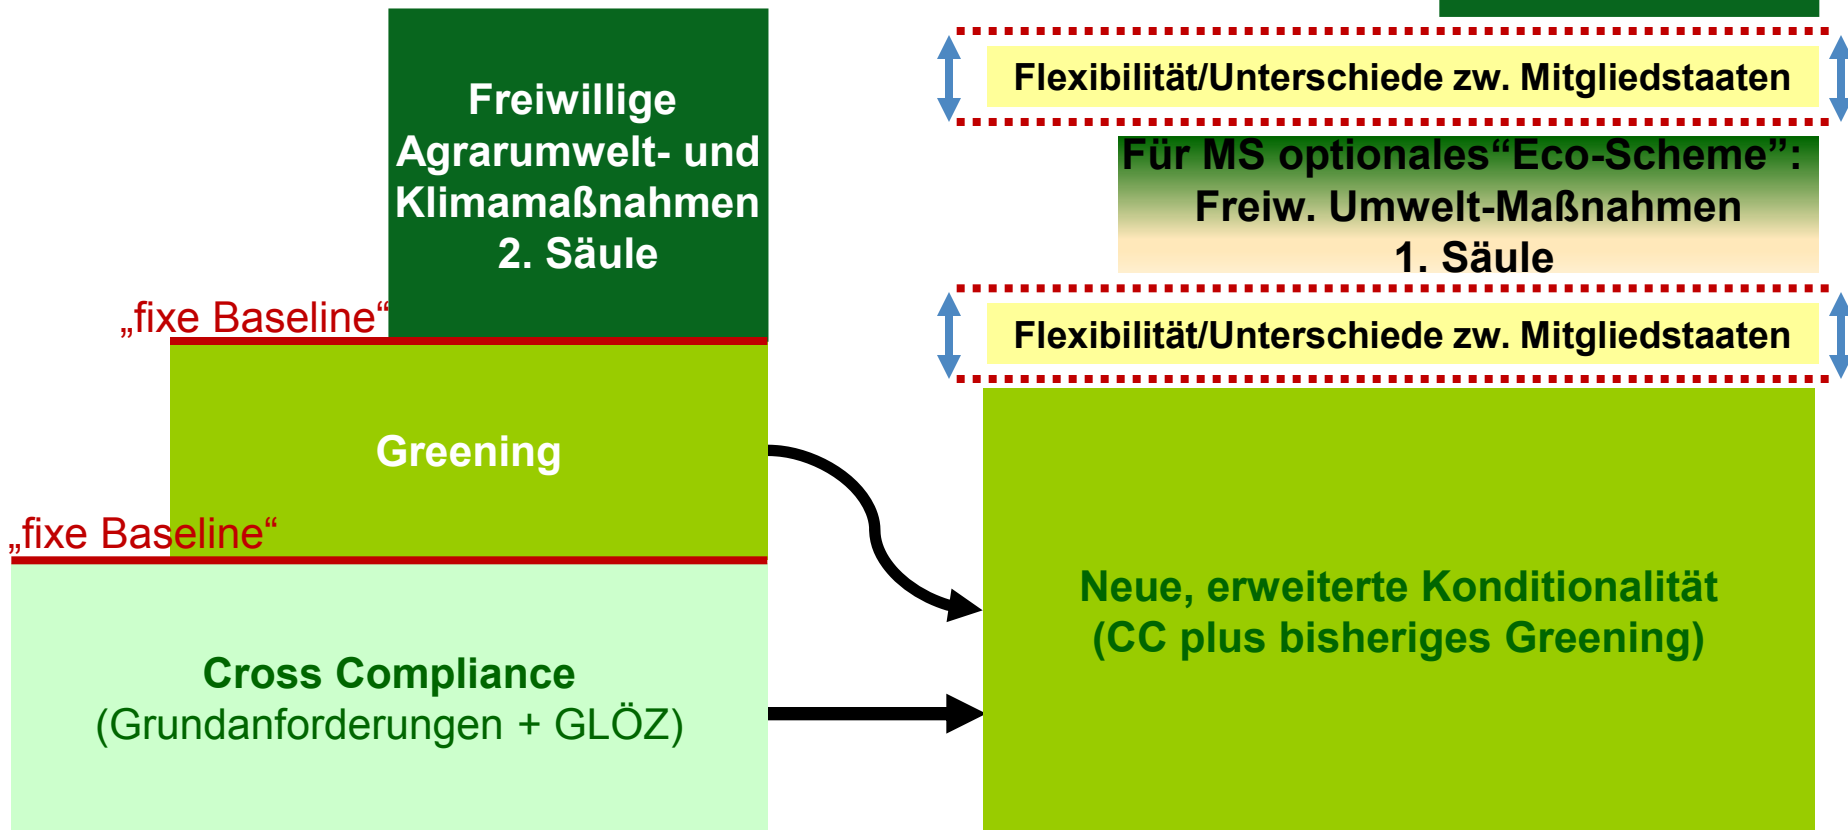 Freiwillige
Agrarumwelt- und
Klimamaßnahmen
2. Säule
„fixe Baseline“
Greening
„fixe Baseline“
Cross Compliance
(Grundanforderungen + GLÖZ)
Flexibilität/Unterschiede zw. Mitgliedstaaten
Für MS optionales“Eco-Scheme”:
Freiw. Umwelt-Maßnahmen
1. Säule
Flexibilität/Unterschiede zw. Mitgliedstaaten
Neue, erweiterte Konditionalität
(CC plus bisheriges Greening)